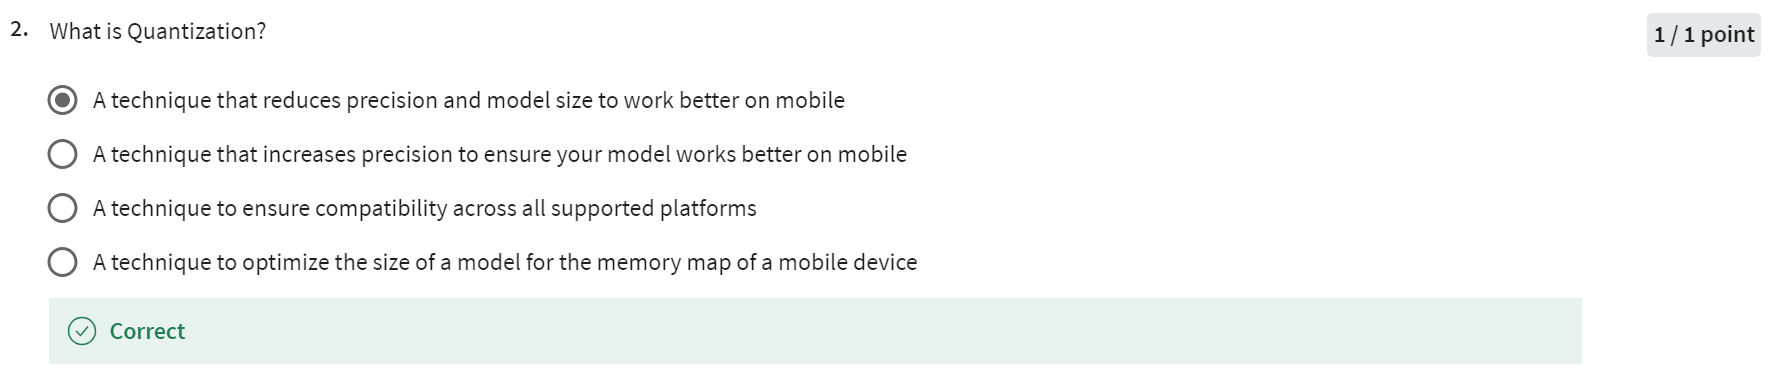 2. What is Quantization?
1 / 1 point
A technique that reduces precision and model size to work better on mobile
A technique that increases precision to ensure your model works better on mobile
A technique to ensure compatibility across all supported platforms
A technique to optimize the size of a model for the memory map of a mobile device
Correct